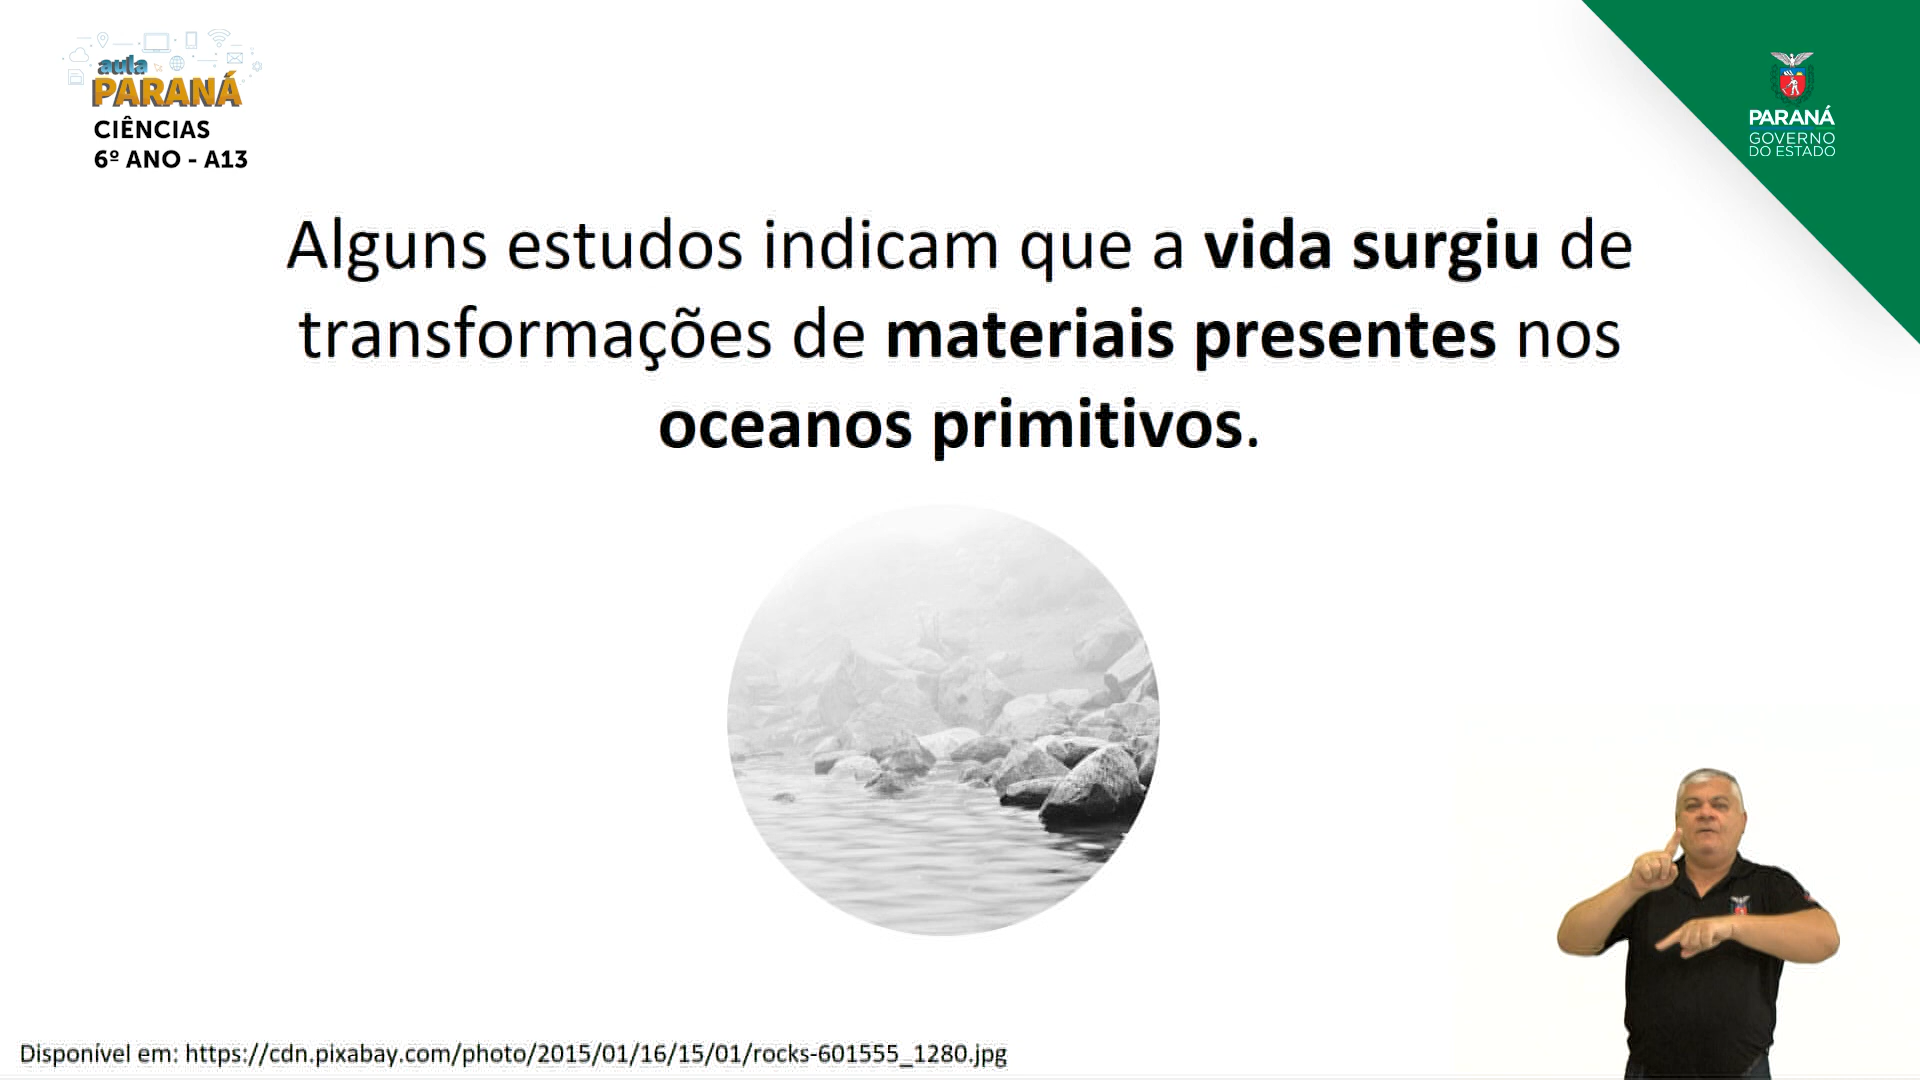 aula
PARANÁ
CIÊNCIAS
6º ANO - A13
PARANÁ
GOVERNO
DO ESTADO
Alguns estudos indicam que a vida surgiu de
transformações de materiais presentes nos
oceanos primitivos.
Disponível em: https://cdn.pixabay.com/photo/2015/01/16/15/01/rocks-601555_1280.jpg